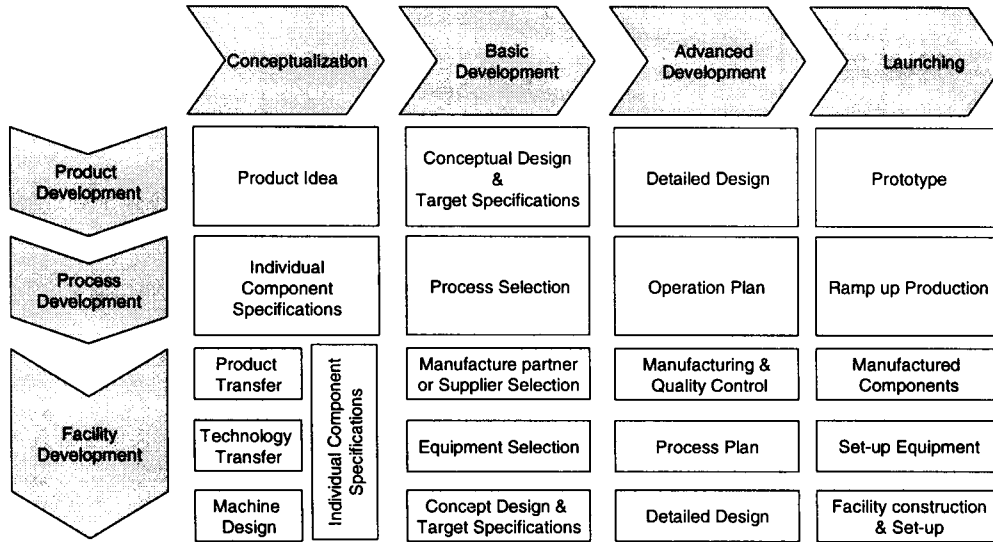 Conceptualization
Basic
Development
Advanced
Development
Launching
Product
Development
Product Idea
Conceptual Design
&
Target Specifications
Detailed Design
Prototype
Process
Development
Individual
Component
Specifications
Process Selection
Operation Plan
Ramp up Production
Facility
Development
Product
Transfer
Individual Component
Specifications
Manufacture partner
or Supplier Selection
Manufacturing &
Quality Control
Manufactured
Components
Technology
Transfer
Equipment Selection
Process Plan
Set-up Equipment
Machine
Design
Concept Design &
Target Specifications
Detailed Design
Facility construction
& Set-up